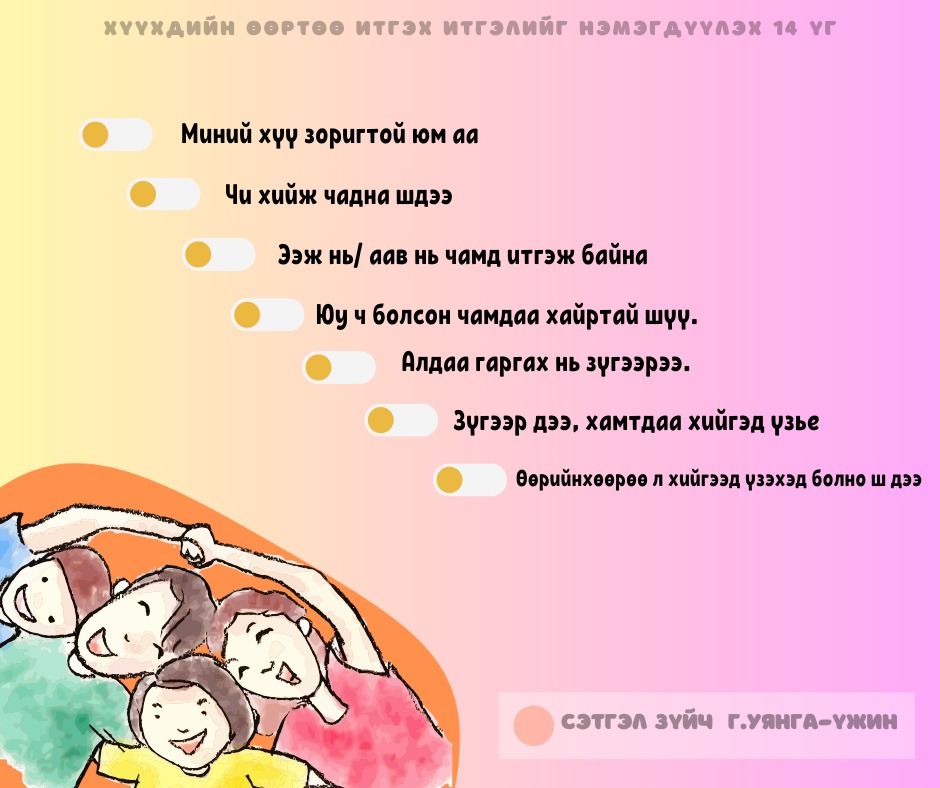 ХҮҮХДИЙН ӨӨРТӨӨ ИТГЭХ ИТГЭЛИЙГ НЭМЭГДҮҮЛЭХ 14 ҮГ
Миний хүү зоригтой юм аа
Чи хийж чадна шдээ
Ээж нь/ аав нь чамд итгэж байна
Юу ч болсон чамдаа хайртай шүү.
Алдаа гаргах нь зүгээрээ.
Зүгээр дээ, хамтдаа хийгэд үзье
Өөрийнхөөрөө л хийгээд үзэхэд болно ш дээ
СЭТГЭЛ ЗҮЙЧ Г.УЯНГА-ҮЖИН